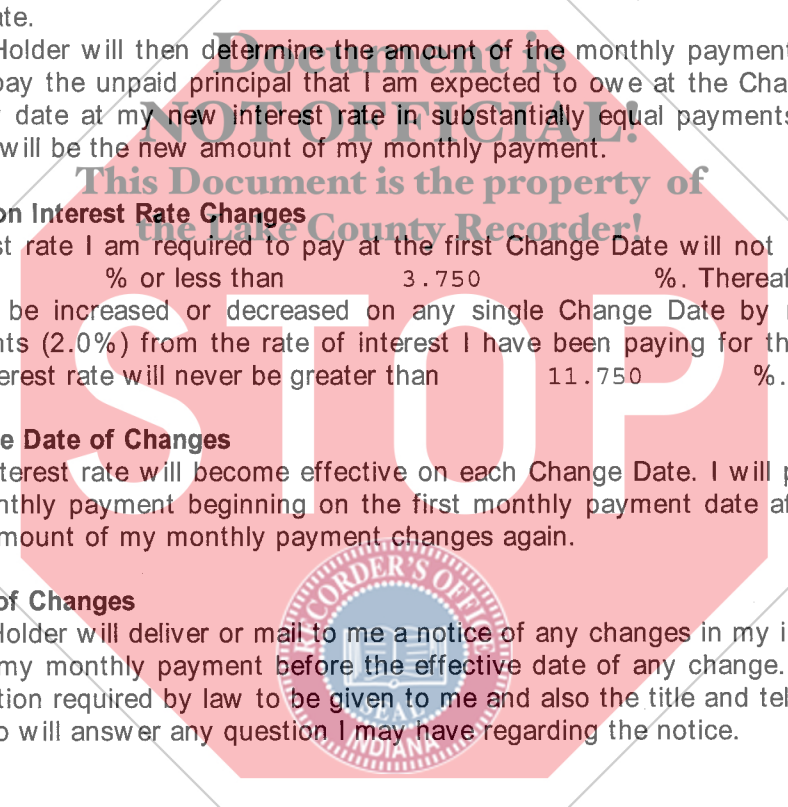 ate.
Holder will then determine the amount of the monthly payment
pay the unpaid principal that I am expected to owe at the Cha
date at my new interest rate in substantially equal payments
will be the new amount of my monthly payment.
Document is
NOT OFFICIAL!
This Document is the property of
the Lake County Recorder!
on Interest Rate Changes
st rate I am required to pay at the first Change Date will not
% or less than 3.750 %. Thereaf
be increased or decreased on any single Change Date by
nts (2.0%) from the rate of interest I have been paying for th
erest rate will never be greater than 11.750 %.
e Date of Changes
nterest rate will become effective on each Change Date. I will p
nthly payment beginning on the first monthly payment date af
mount of my monthly payment changes again.
of Changes
Holder will deliver or mail to me a notice of any changes in my i
my monthly payment before the effective date of any change.
tion required by law to be given to me and also the title and tel
o will answer any question I may have regarding the notice.
STOP
RECORDER'S OFFICE
SEAL
INDIANA